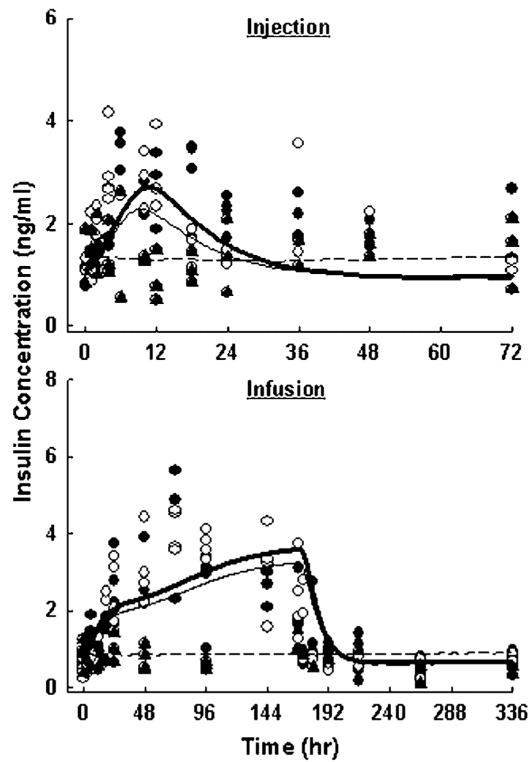 Injection
6
4
2
0
0 12 24 36 48 60 72
Insulin Concentration (ng/ml)
Infusion
8
6
4
2
0
0 48 96 144 192 240 288 336
Time (hr)